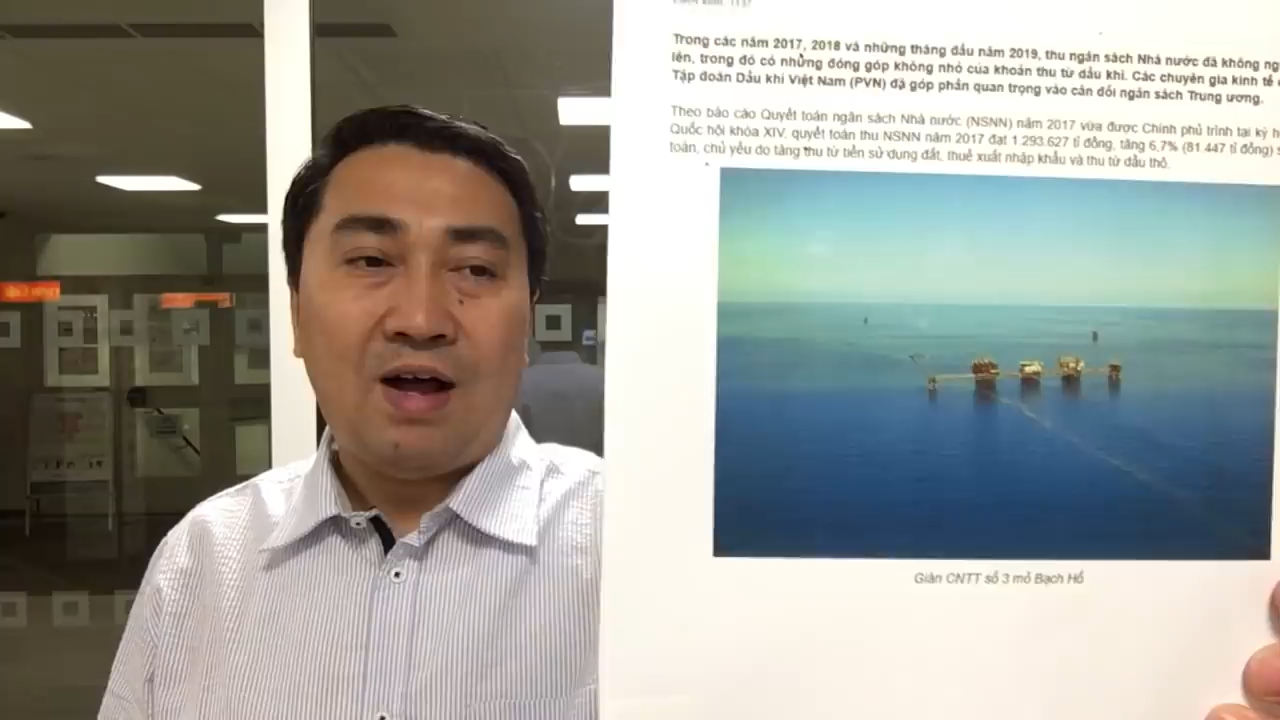 Trong các năm 2017, 2018 và những tháng đầu năm 2019, thu ngân sách Nhà nước đã không
lên, trong đó có những đóng góp không nhỏ của khoản thu từ dầu khí. Các chuyên gia kinh tế
Tập đoàn Dầu khí Việt Nam (PVN) đã góp phần quan trọng vào cân đối ngân sách Trung ương.
Theo báo cáo Quyết toán ngân sách Nhà nước (NSNN) năm 2017 vừa được Chính phủ trình tại kỳ
Quốc hội khóa XIV, quyết toán thu NSNN năm 2017 đạt 1.293.627 tỉ đồng, tăng 6,7% (81.447 tỉ đồng)
toán, chủ yếu do tăng thu từ tiền sử dụng đất, thuế xuất nhập khẩu và thu từ dầu thô.
Giàn CNTT số 3 mỏ Bạch Hổ